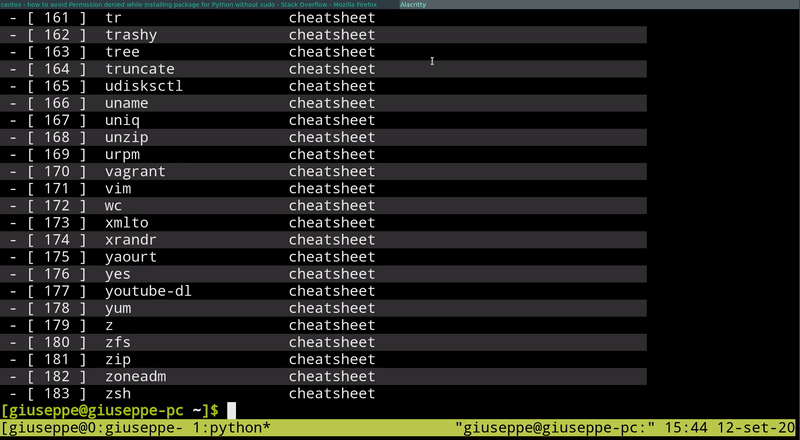 centos - how to avoid Permission denied while installing package for Python without sudo - Stack Overflow - Mozilla Firefox Alacritty
- [ 161 ] tr cheatsheet
- [ 162 ] trashy cheatsheet
- [ 163 ] tree cheatsheet
- [ 164 ] truncate cheatsheet
- [ 165 ] udisksctl cheatsheet
- [ 166 ] uname cheatsheet
- [ 167 ] uniq cheatsheet
- [ 168 ] unzip cheatsheet
- [ 169 ] urpm cheatsheet
- [ 170 ] vagrant cheatsheet
- [ 171 ] vim cheatsheet
- [ 172 ] wc cheatsheet
- [ 173 ] xmlto cheatsheet
- [ 174 ] xrandr cheatsheet
- [ 175 ] yaourt cheatsheet
- [ 176 ] yes cheatsheet
- [ 177 ] youtube-dl cheatsheet
- [ 178 ] yum cheatsheet
- [ 179 ] z cheatsheet
- [ 180 ] zfs cheatsheet
- [ 181 ] zip cheatsheet
- [ 182 ] zoneadm cheatsheet
- [ 183 ] zsh cheatsheet
[giuseppe@giuseppe-pc ~]$
[giuseppe@0:giuseppe- 1:python* "giuseppe@giuseppe-pc:" 15:44 12-set-20